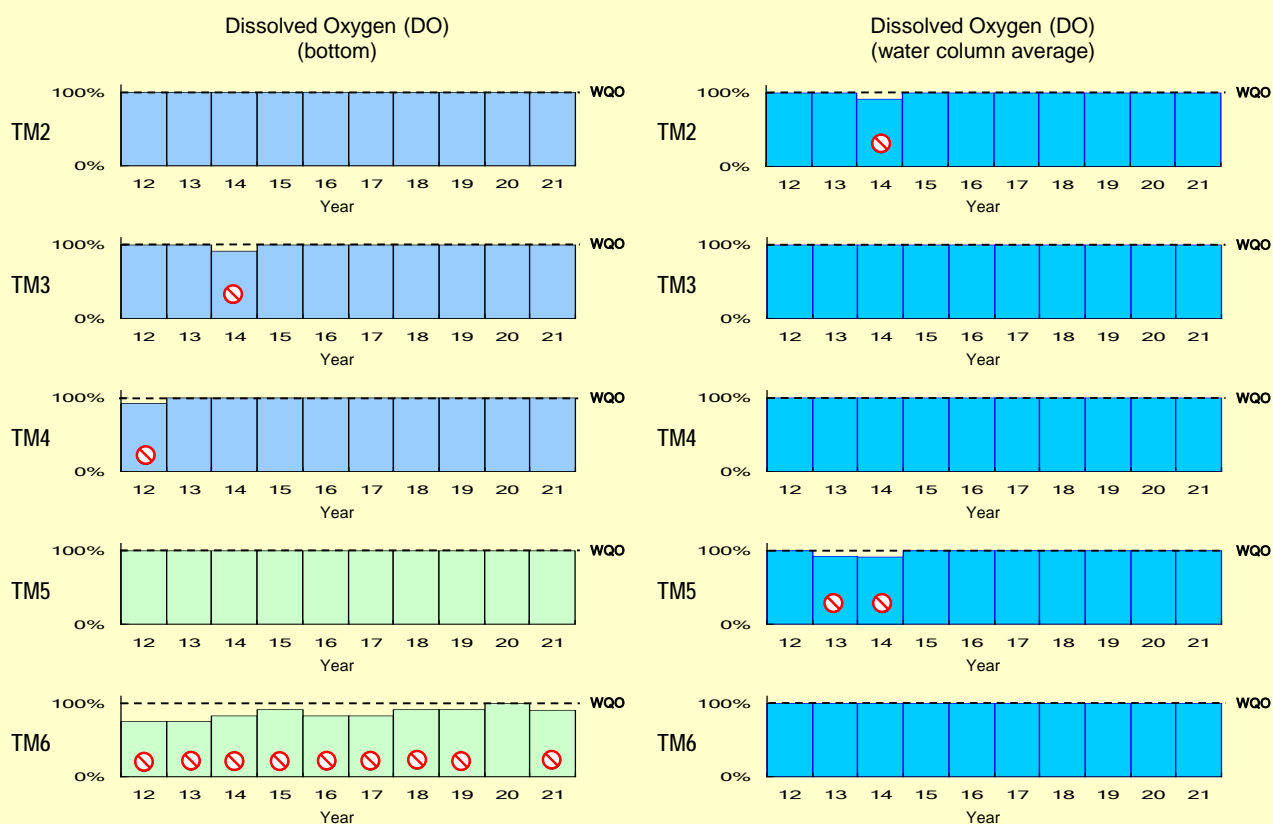 Dissolved Oxygen (DO)
(bottom)
TM2
100%
WQO
0%
12 13 14 15 16 17 18 19 20 21
Year
TM3
100%
WQO
0%
12 13 14 15 16 17 18 19 20 21
Year
TM4
100%
WQO
0%
12 13 14 15 16 17 18 19 20 21
Year
TM5
100%
WQO
0%
12 13 14 15 16 17 18 19 20 21
Year
TM6
100%
WQO
0%
12 13 14 15 16 17 18 19 20 21
Year
Dissolved Oxygen (DO)
(water column average)
TM2
100%
WQO
0%
12 13 14 15 16 17 18 19 20 21
Year
TM3
100%
WQO
0%
12 13 14 15 16 17 18 19 20 21
Year
TM4
100%
WQO
0%
12 13 14 15 16 17 18 19 20 21
Year
TM5
100%
WQO
0%
12 13 14 15 16 17 18 19 20 21
Year
TM6
100%
WQO
0%
12 13 14 15 16 17 18 19 20 21
Year